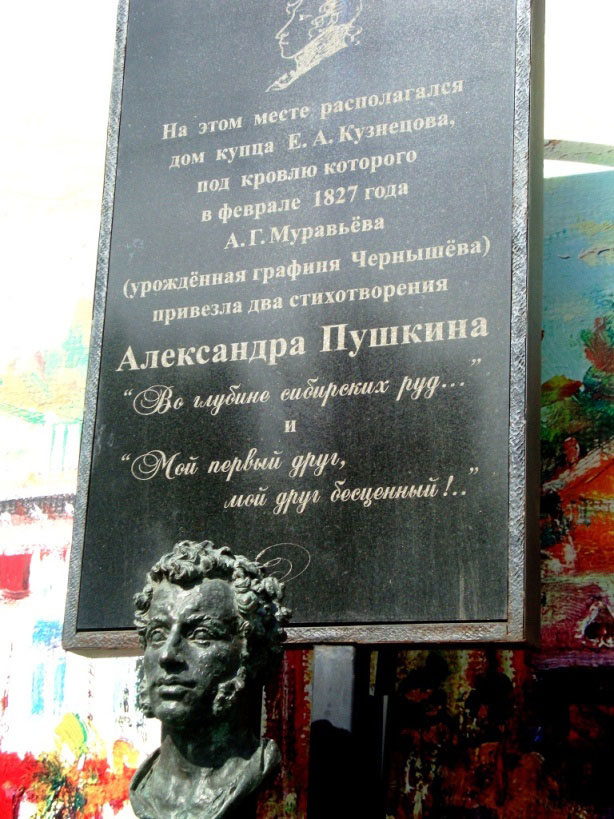 На этом месте располагался
дом купца Е. А. Кузнецова,
под кровлю которого
в феврале 1827 года
А. Г. Муравьёва
(урождённая графиня Чернышёва)
привезла два стихотворения
Александра Пушкина
“Во глубине сибирских руд...”
и
“Мой первый друг,
мой друг бесценный!..”